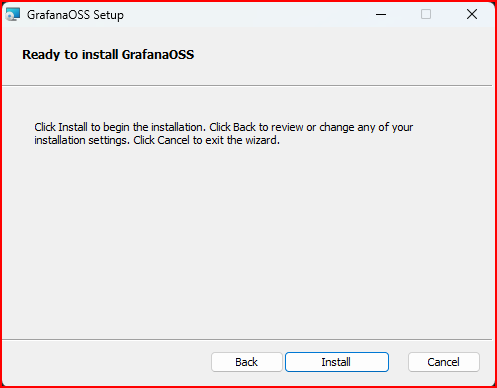 GrafanaOSS Setup
Ready to install GrafanaOSS
Click Install to begin the installation. Click Back to review or change any of your
installation settings. Click Cancel to exit the wizard.
Back Install Cancel